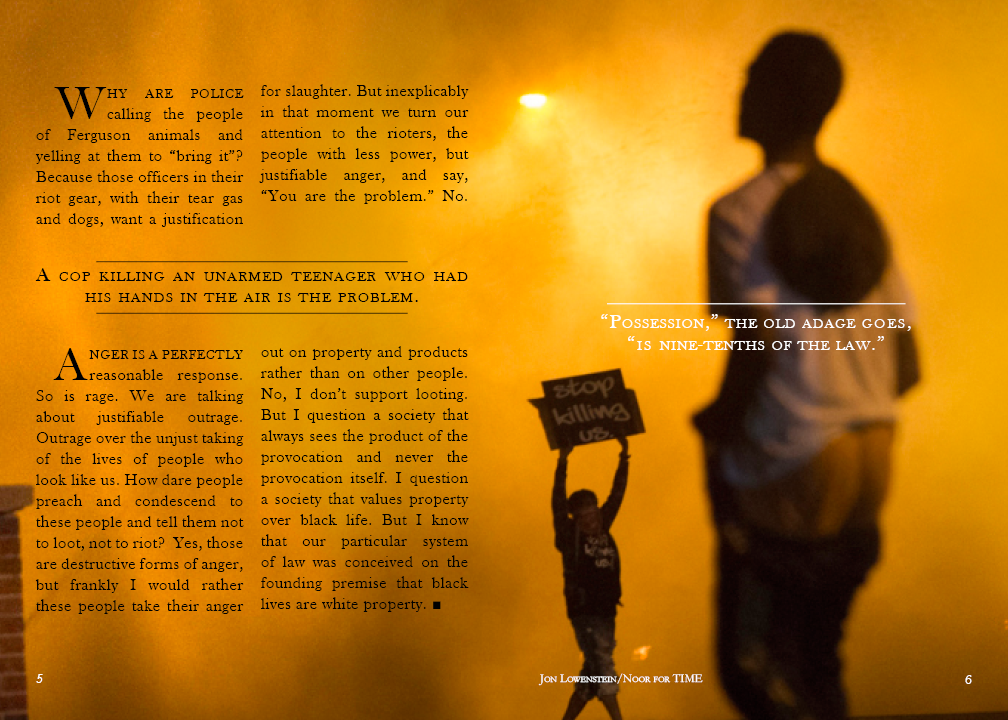 WHY ARE POLICE
calling the people
of Ferguson animals and
yelling at them to “bring it”?
Because those officers in their
riot gear, with their tear gas
and dogs, want a justification
for slaughter. But inexplicably
in that moment we turn our
attention to the rioters, the
people with less power, but
justifiable anger, and say,
“You are the problem.” No.
A COP KILLING AN UNARMED TEENAGER WHO HAD
HIS HANDS IN THE AIR IS THE PROBLEM.
ANGER IS A PERFECTLY
reasonable response.
So is rage. We are talking
about justifiable outrage.
Outrage over the unjust taking
of the lives of people who
look like us. How dare people
preach and condescend to
these people and tell them not
to loot, not to riot? Yes, those
are destructive forms of anger,
but frankly I would rather
these people take their anger
out on property and products
rather than on other people.
No, I don’t support looting.
But I question a society that
always sees the product of the
provocation and never the
provocation itself. I question
a society that values property
over black life. But I know
that our particular system
of law was conceived on the
founding premise that black
lives are white property. ■
5
“POSSESSION,” THE OLD ADAGE GOES,
“IS NINE-TENTHS OF THE LAW.”
stop
killing
us.
JON LOWENSTEIN/NOOR FOR TIME
6